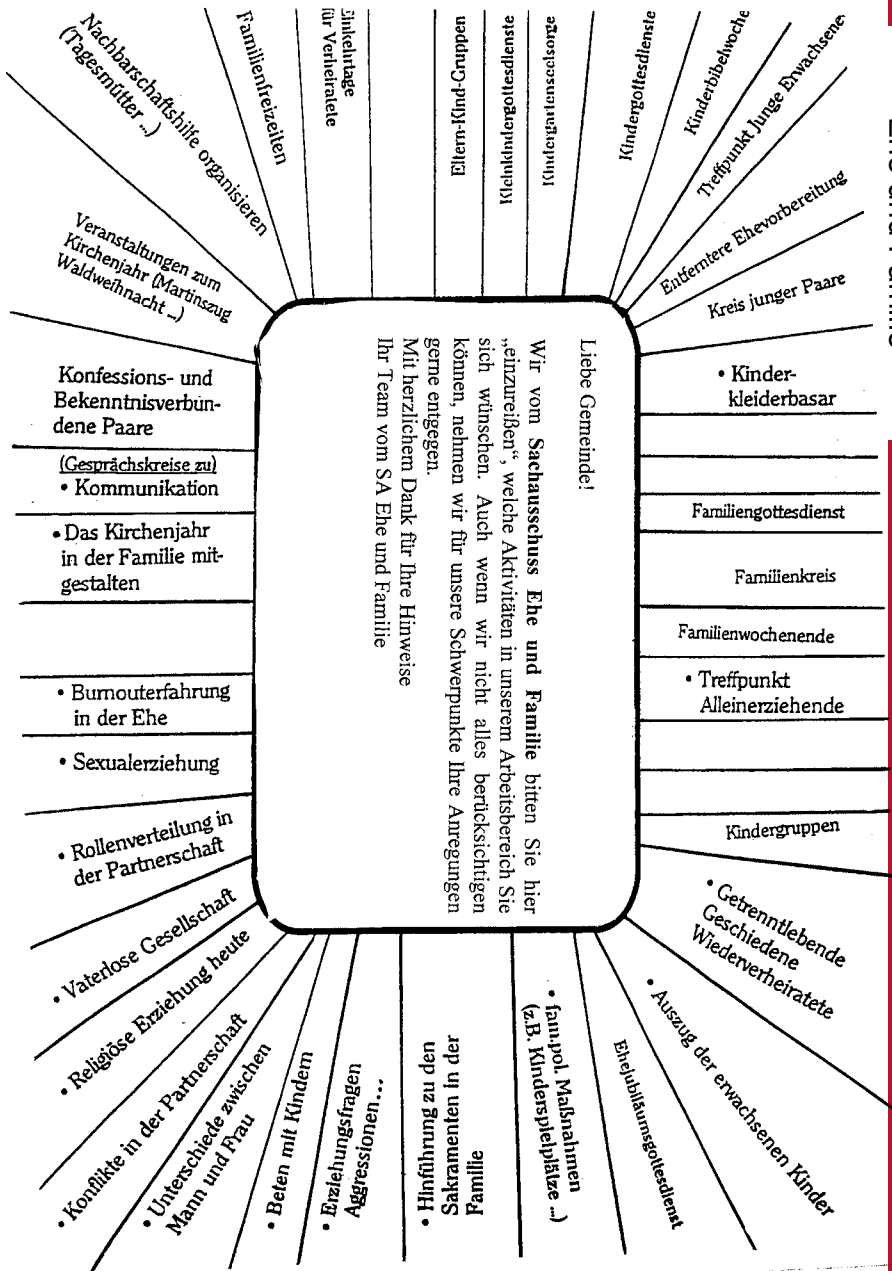 Liebe Gemeinde!
Wir vom Sachausschuss Ehe und Familie bitten Sie hier
„einzureißen“, welche Aktivitäten in unserem Arbeitsbereich Sie
sich wünschen. Auch wenn wir nicht alles berücksichtigen
können, nehmen wir für unsere Schwerpunkte Ihre Anregungen
gerne entgegen.
Mit herzlichem Dank für Ihre Hinweise
Ihr Team vom SA Ehe und Familie
Nachbarschaftshilfe organisieren
(Tagesmütter ...)
Familienfreizeiten
Einkehrtage
für Verheiratete
Eltern-Kind-Gruppen
Kleinkindergottesdienste
Kindergartenseelsorge
Kindergottesdienste
Kinderbibelwoche
Treffpunkt Junge Erwachsene
Entferntere Ehevorbereitung
Kreis junger Paare
• Kinder-
kleiderbasar
Familiengottesdienst
Familienkreis
Familienwochenende
• Treffpunkt
Alleinerziehende
Kindergruppen
• Getrenntlebende
Geschiedene
Wiederverheiratete
• Auszug der erwachsenen Kinder
Ehejubiläumsgottesdienst
• fam.pol. Maßnahmen
(z.B. Kinderspielplätze ...)
• Hinführung zu den
Sakramenten in der
Familie
• Erziehungsfragen
Aggressionen...
• Beten mit Kindern
• Unterschiede zwischen
Mann und Frau
• Konflikte in der Partnerschaft
• Religiöse Erziehung heute
• Vaterlose Gesellschaft
• Rollenverteilung in
der Partnerschaft
• Sexualerziehung
• Burnouterfahrung
in der Ehe
• Das Kirchenjahr
in der Familie mit-
gestalten
(Gesprächskreise zu)
• Kommunikation
Konfessions- und
Bekenntnisverbun-
dene Paare
Veranstaltungen zum
Kirchenjahr (Martinszug
Waldweihnacht ...)